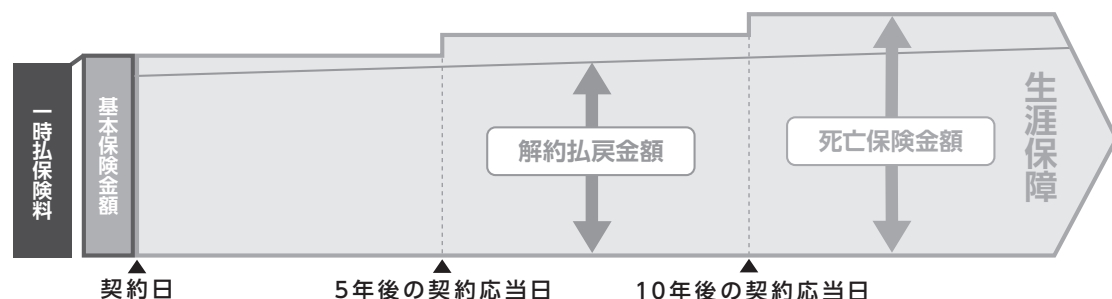 一時払保険料
基本保険金額
解約払戻金額
死亡保険金額
生涯保障
契約日
5年後の契約応当日
10年後の契約応当日